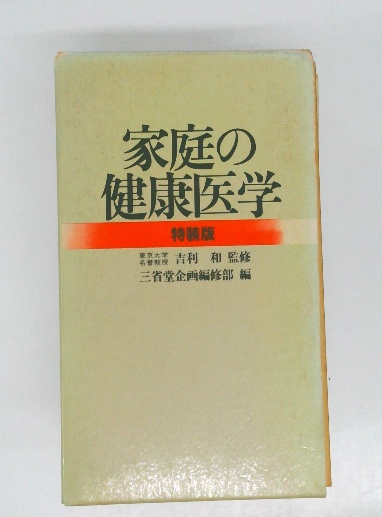 家庭の
健康医学
特装版
東京大学
名誉教授 吉利 和 監修
三省堂企画編修部 編